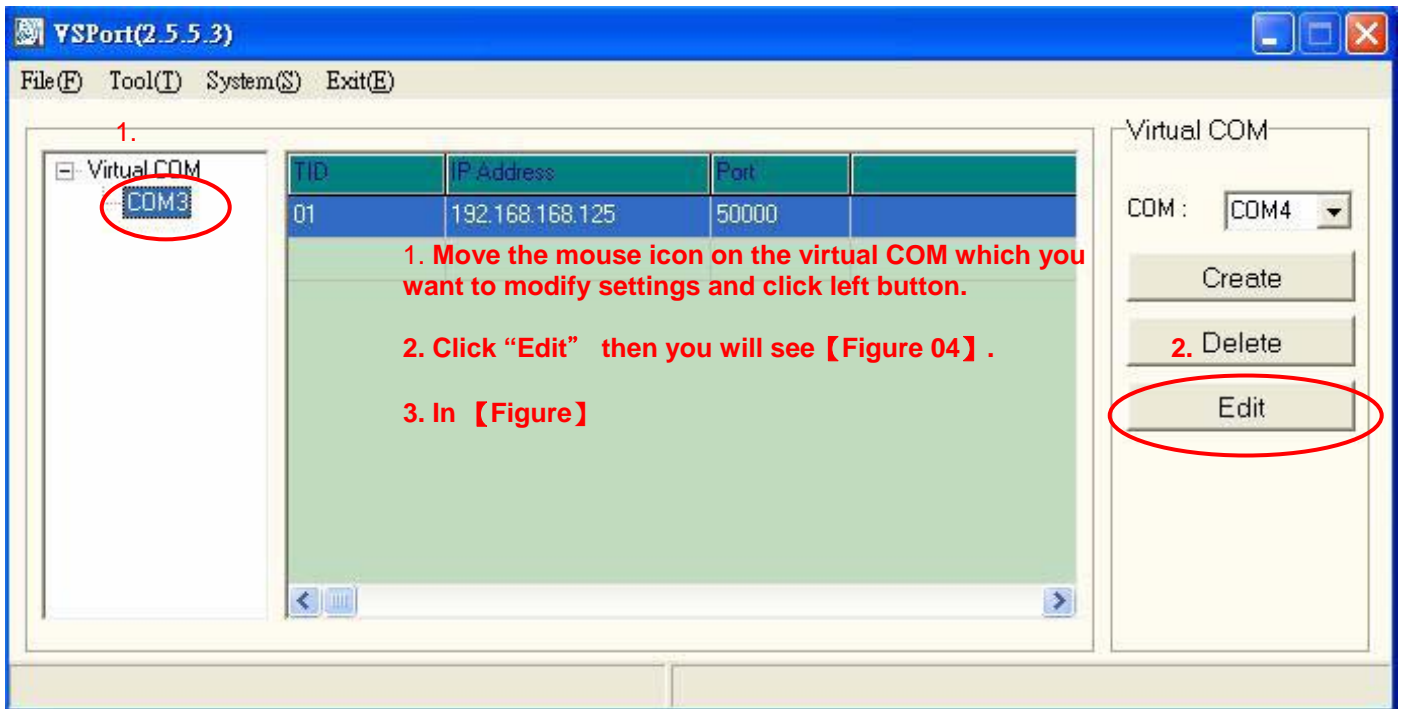 VSPort(2.5.5.3)
File(F) Tool(T) System(S) Exit(E)
1.
Virtual COM
COM3
TID IP Address Port
01 192.168.168.125 50000
1. Move the mouse icon on the virtual COM which you
want to modify settings and click left button.
2. Click “Edit” then you will see【Figure 04】.
3. In 【Figure】
Virtual COM
COM : COM4
Create
2. Delete
Edit